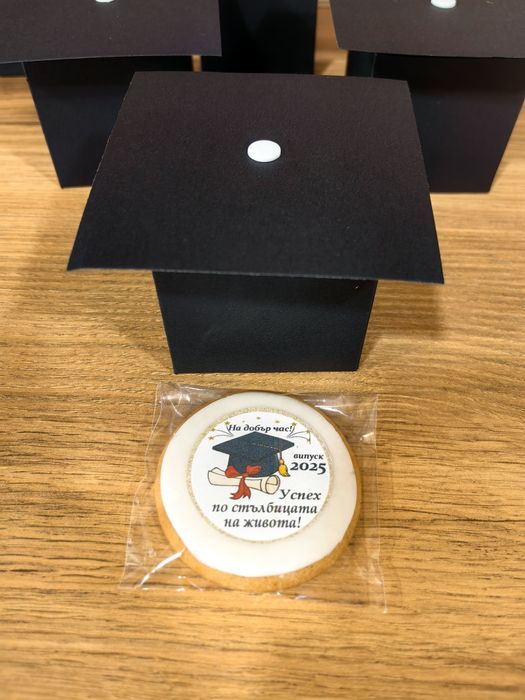 На добър час!
випуск
2025
Успех
по стълбицата
на живота!